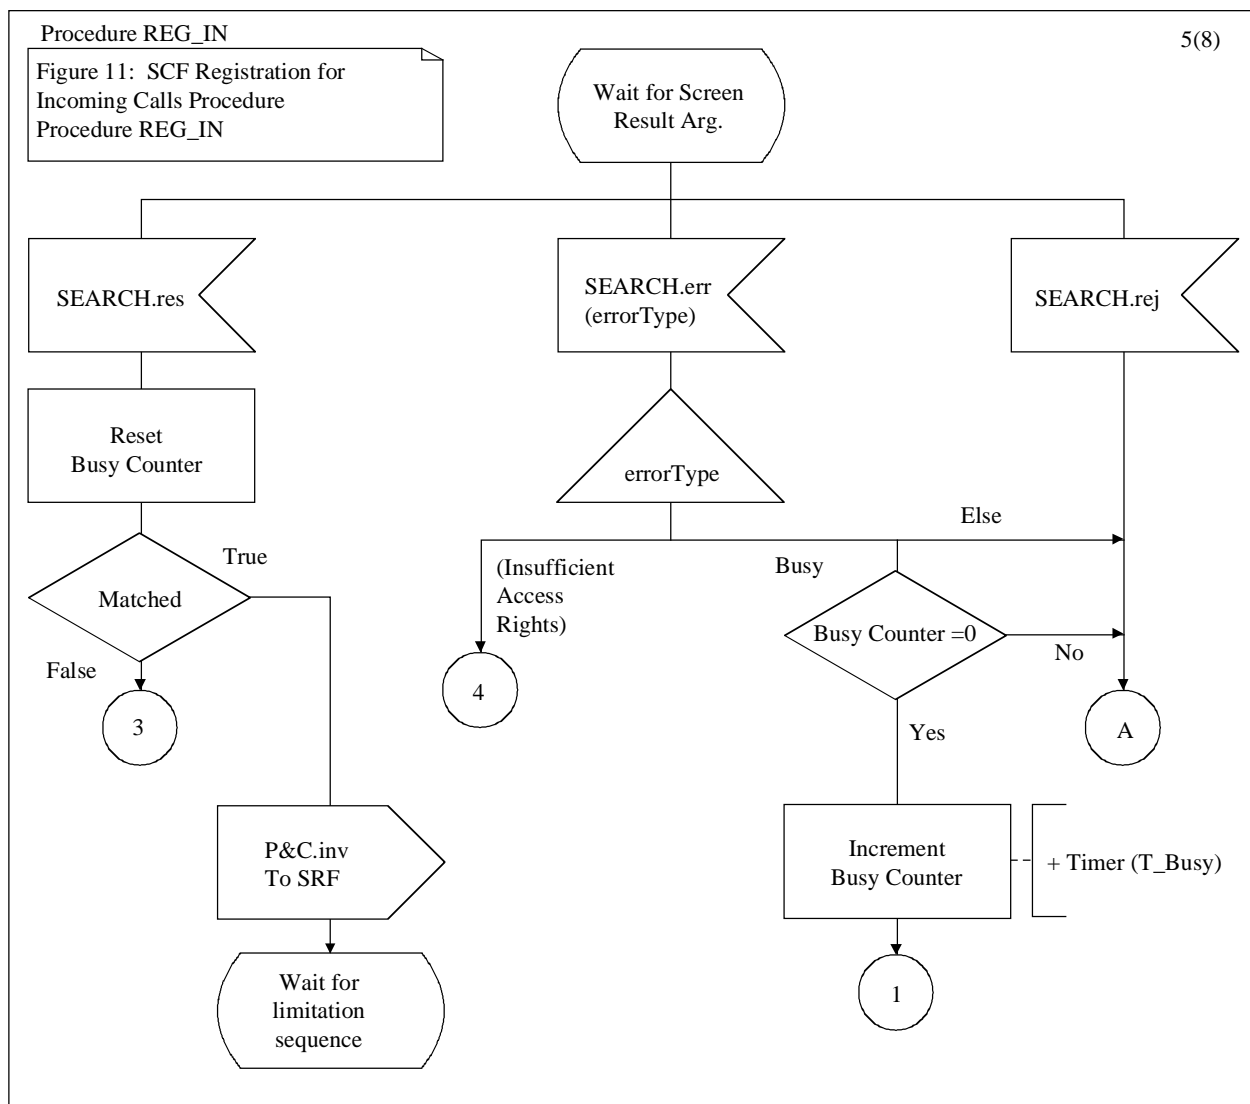 Procedure REG_IN
5(8)
Figure 11: SCF Registration for
Incoming Calls Procedure
Procedure REG_IN
Wait for Screen
Result Arg.
SEARCH.res
SEARCH.err
(errorType)
SEARCH.rej
Reset
Busy Counter
errorType
Else
True
(Insufficient
Access
Rights)
Busy
Matched
Busy Counter =0
No
False
3
4
A
Yes
P&C.inv
To SRF
Increment
Busy Counter
+ Timer (T_Busy)
Wait for
limitation
sequence
1